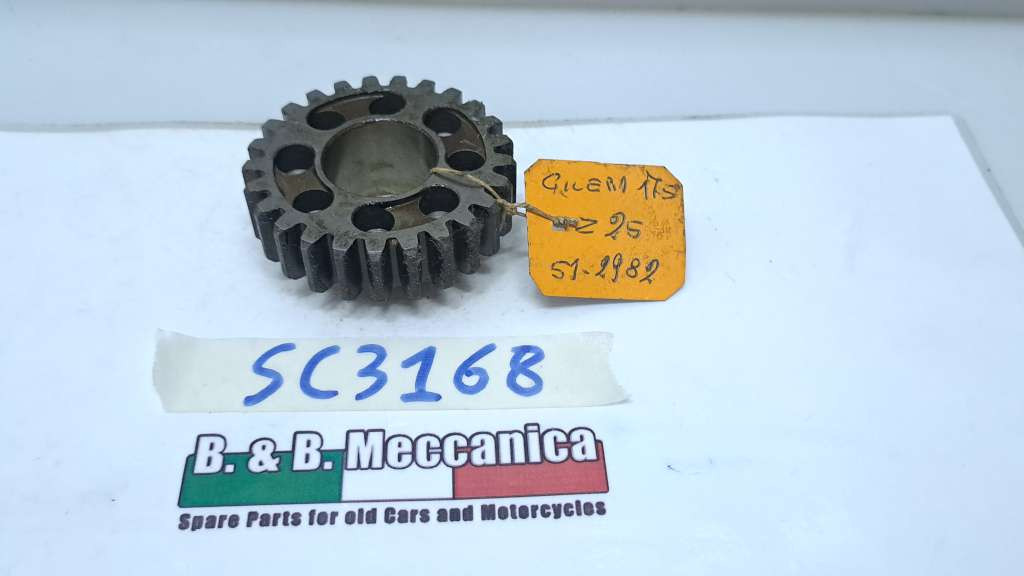 GILERA 175
Z 25
51-2982
SC3168
B. & B. Meccanica
Spare Parts for old Cars and Motorcycles